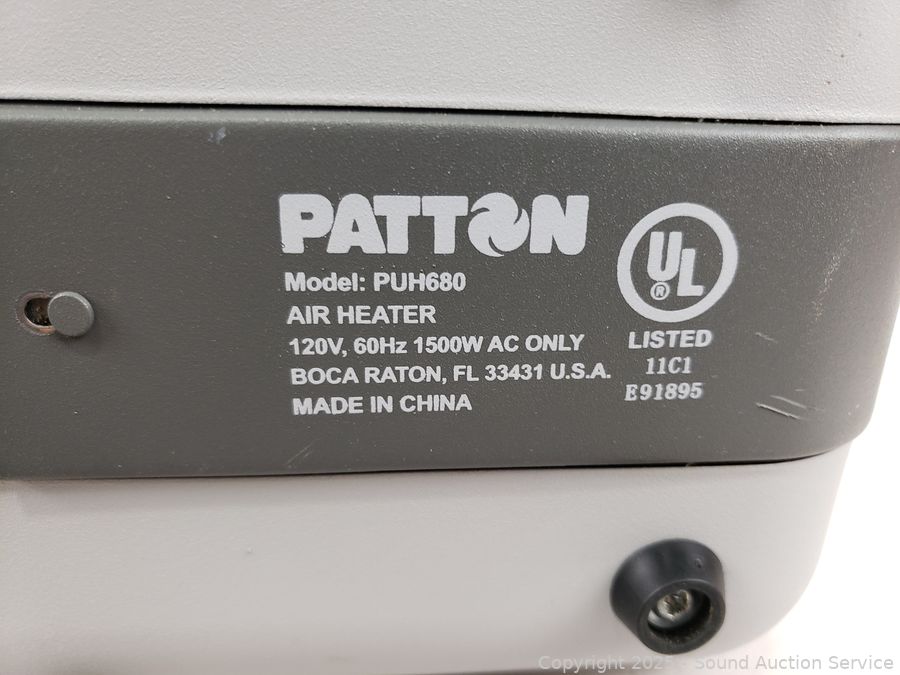 PATTON
Model: PUH680
AIR HEATER
120V, 60Hz 1500W AC ONLY
BOCA RATON, FL 33431 U.S.A.
MADE IN CHINA
UL
®
LISTED
11C1
E91895
Copyright 2025 - Sound Auction Service